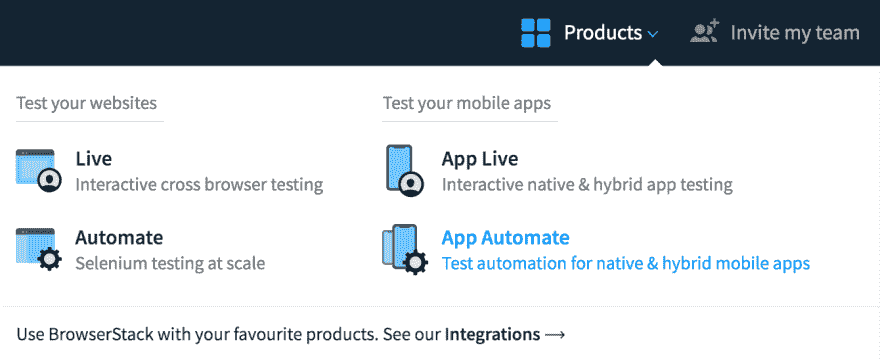 Products
Invite my team
Test your websites
Live
Interactive cross browser testing
Automate
Selenium testing at scale
Test your mobile apps
App Live
Interactive native & hybrid app testing
App Automate
Test automation for native & hybrid mobile apps
Use BrowserStack with your favourite products. See our Integrations →